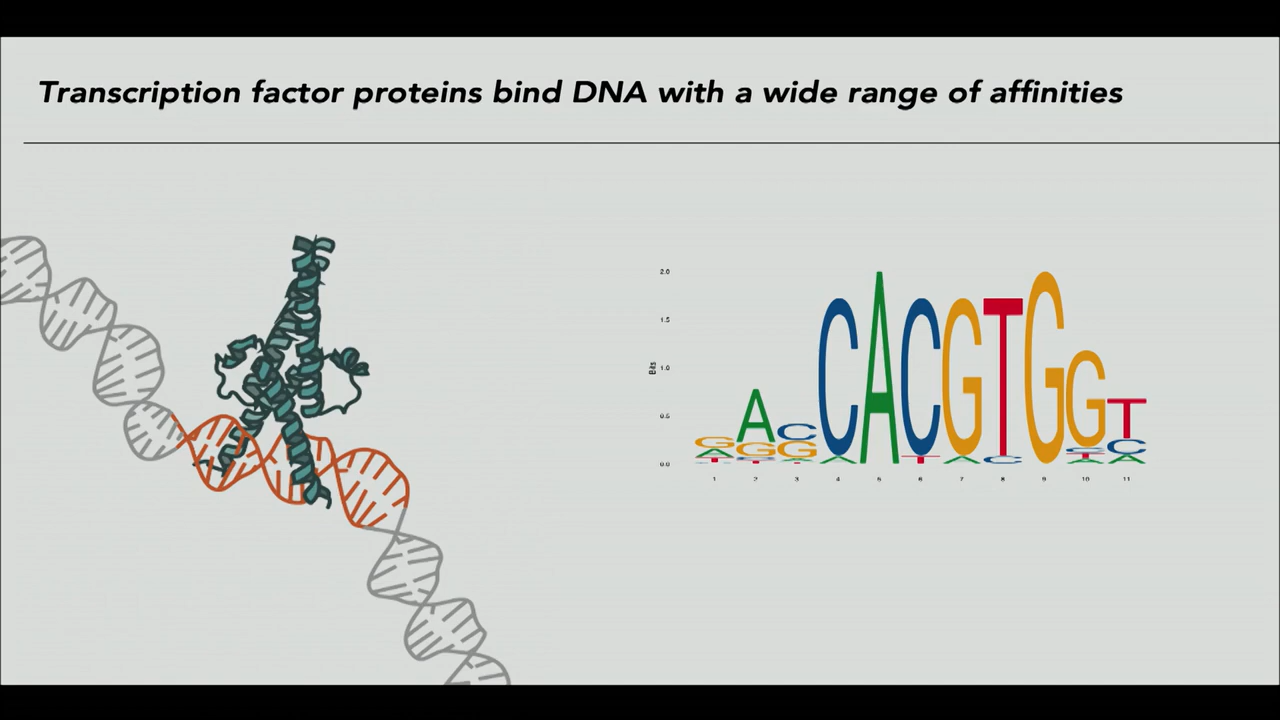 Transcription factor proteins bind DNA with a wide range of affinities
2.0
1.5
1.0
0.5
0.0
Bits
G A T
A G T
C G A
C A
A
C T
G A
T C
G
G C T A
T C A
1 2 3 4 5 6 7 8 9 10 11